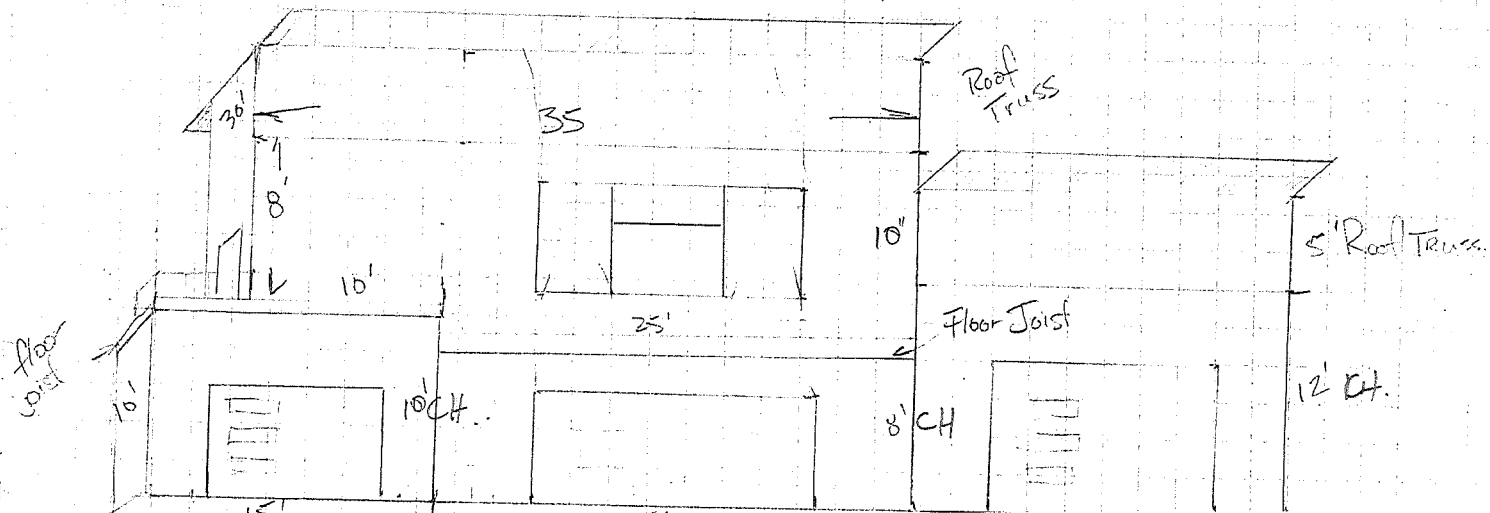 Roof
Truss
30'
35
8'
10"
5' Roof Truss
10'
25'
Floor Joist
floor
joist
10'
10' CH.
8' CH
12' CH.
15